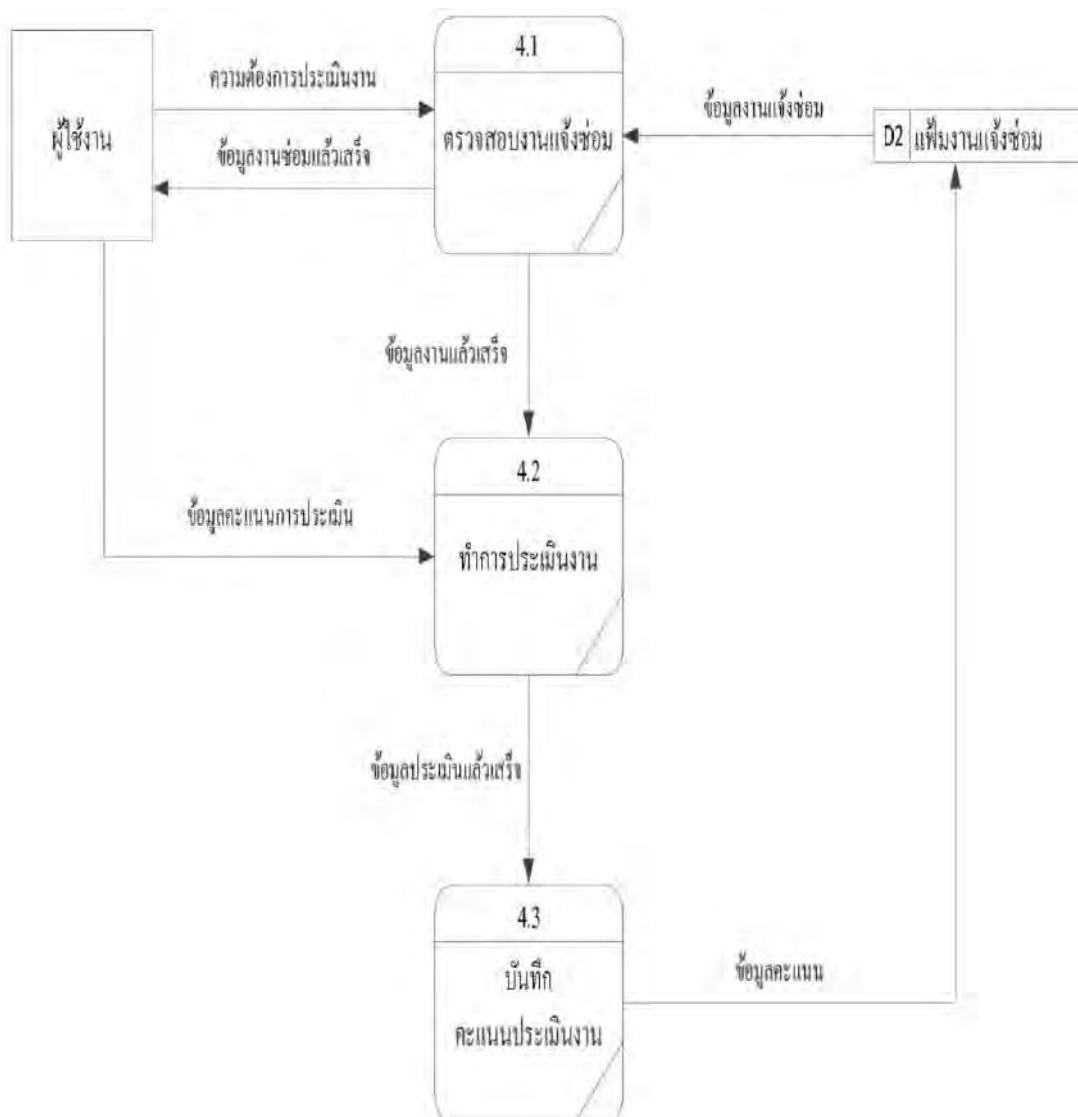 4.1
ความต้องการประเมินงาน
ผู้ใช้งาน
ตรวจสอบงานแจ้งซ่อม
ข้อมูลงานแจ้งซ่อม
D2 แฟ้มงานแจ้งซ่อม
ข้อมูลงานซ่อมแล้วเสร็จ
ข้อมูลงานแล้วเสร็จ
4.2
ข้อมูลคะแนนการประเมิน
ทำการประเมินงาน
ข้อมูลประเมินแล้วเสร็จ
4.3
บันทึก
คะแนนประเมินงาน
ข้อมูลคะแนน